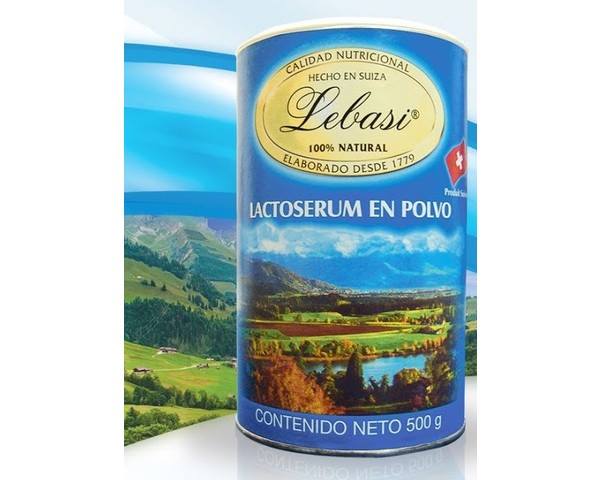 CALIDAD NUTRICIONAL
HECHO EN SUIZA
Lebasi®
100% NATURAL
ELABORADO DESDE 1779
LACTOSERUM EN POLVO
CONTENIDO NETO 500 g